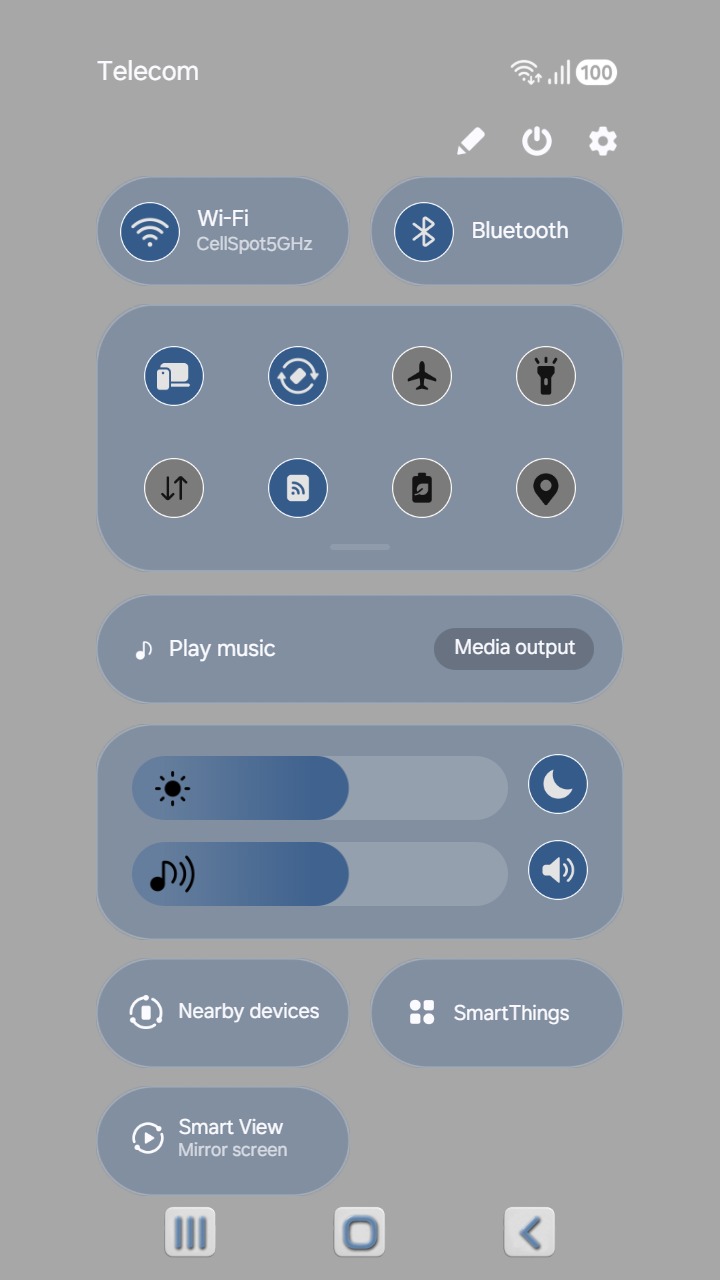 Telecom
100
Wi-Fi
CellSpot5GHz
Bluetooth
Play music
Media output
Nearby devices
SmartThings
Smart View
Mirror screen